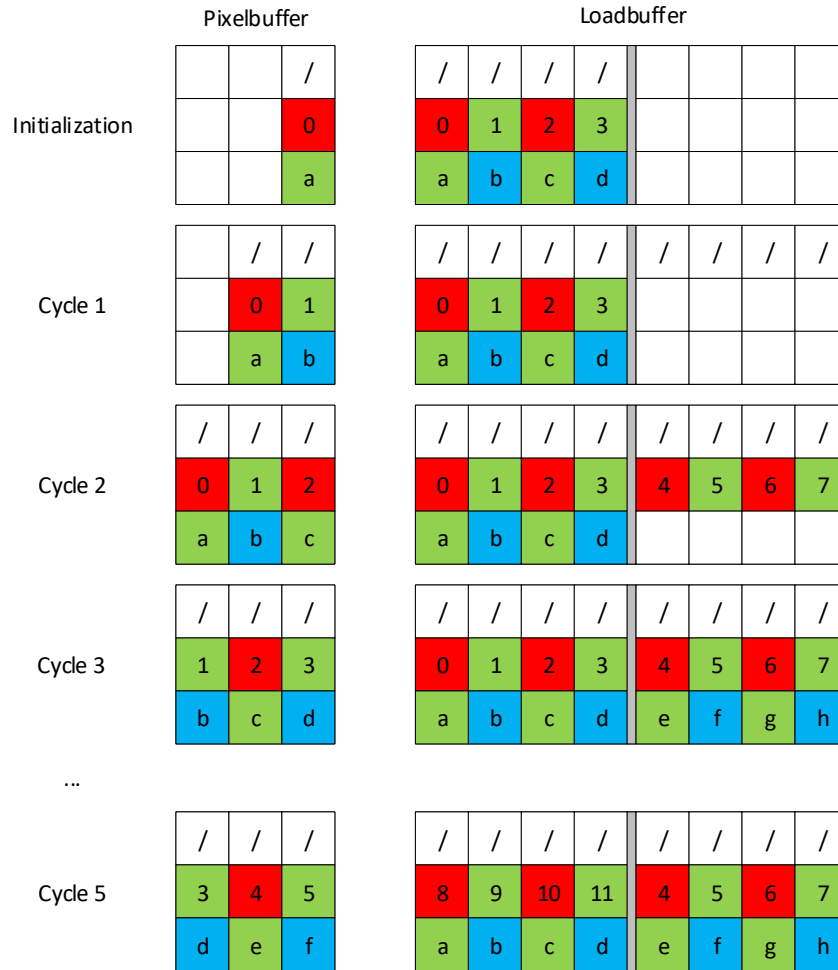 Pixelbuffer Loadbuffer
/ / / / /
Initialization 0 0 1 2 3
a a b c d
/ / / / / / / / / /
Cycle 1 0 1 0 1 2 3
a b a b c d
/ / / / / / / / / / /
Cycle 2 0 1 2 0 1 2 3 4 5 6 7
a b c a b c d
/ / / / / / / / / / /
Cycle 3 1 2 3 0 1 2 3 4 5 6 7
b c d a b c d e f g h
...
/ / / / / / / / / / /
Cycle 5 3 4 5 8 9 10 11 4 5 6 7
d e f a b c d e f g h